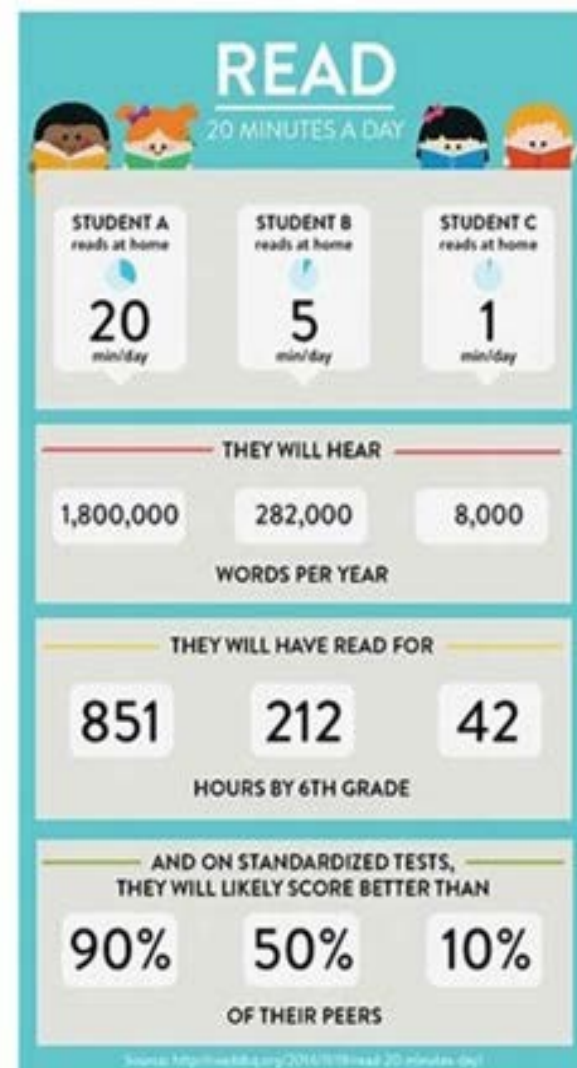 READ
20 MINUTES A DAY
STUDENT A
reads at home
20
min/day
STUDENT B
reads at home
5
min/day
STUDENT C
reads at home
1
min/day
THEY WILL HEAR
1,800,000 282,000 8,000
WORDS PER YEAR
THEY WILL HAVE READ FOR
851 212 42
HOURS BY 6TH GRADE
AND ON STANDARDIZED TESTS,
THEY WILL LIKELY SCORE BETTER THAN
90% 50% 10%
OF THEIR PEERS
Source: